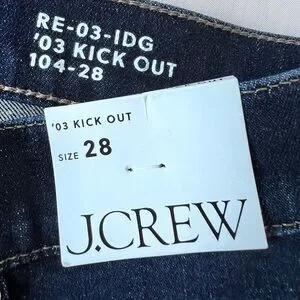 RE-03-IDG
'03 KICK OUT
104-28
'03 KICK OUT
SIZE 28
J.CREW